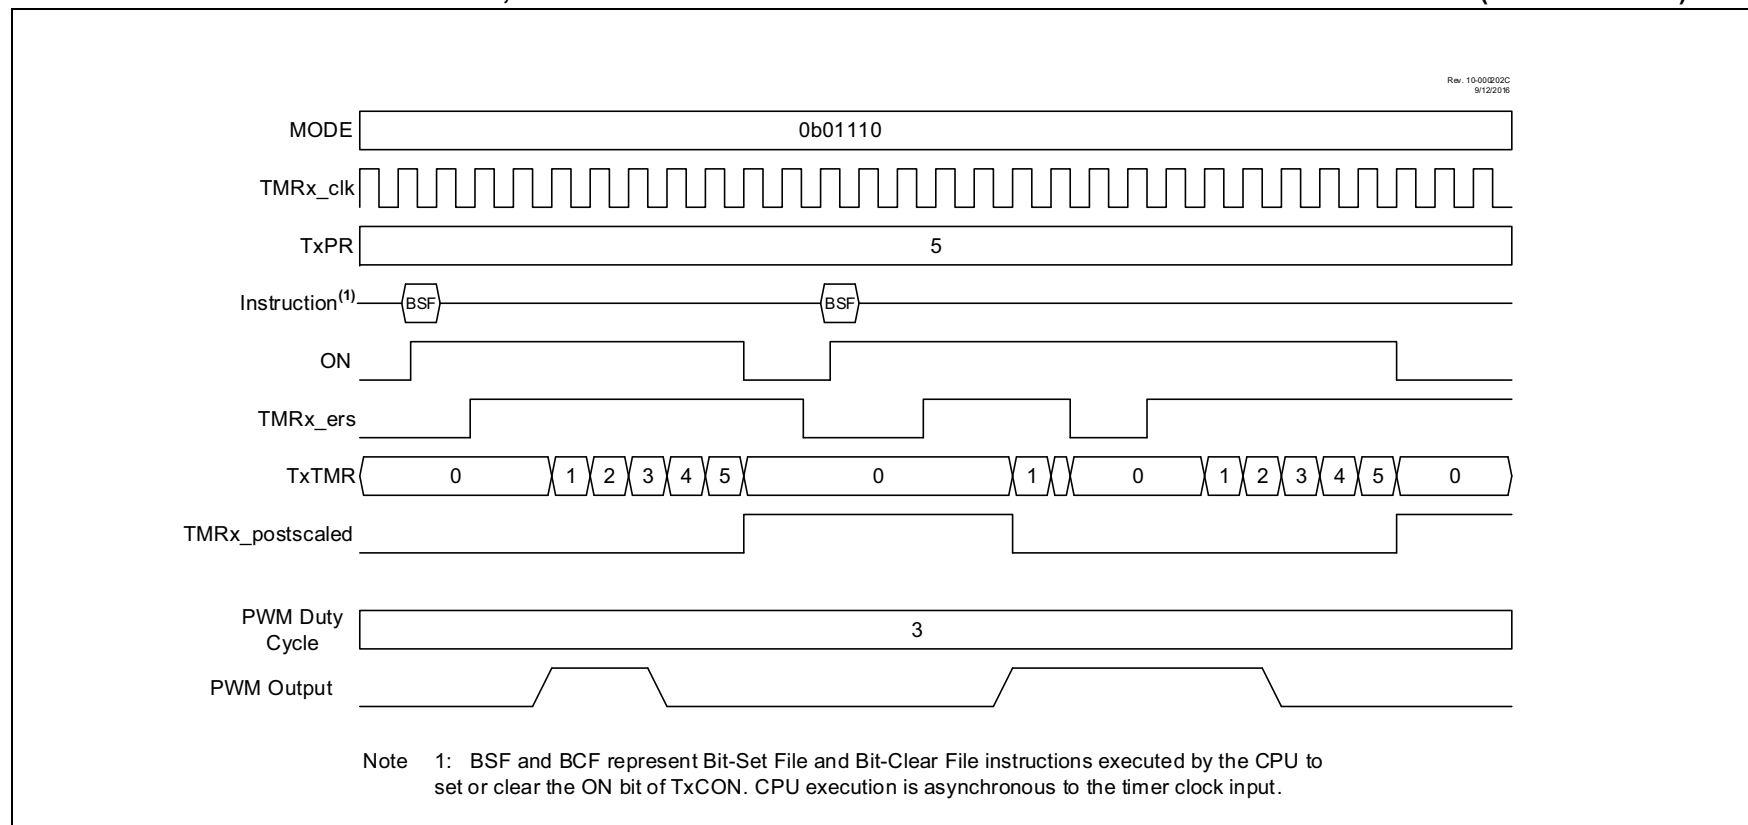 Rev. 10-000202C
9/12/2016
MODE 0b01110
TMRx_clk
TxPR 5
Instruction(1) BSF BSF
ON
TMRx_ers
TxTMR 0 1 2 3 4 5 0 1 0 1 2 3 4 5 0
TMRx_postscaled
PWM Duty
Cycle 3
PWM Output
Note 1: BSF and BCF represent Bit-Set File and Bit-Clear File instructions executed by the CPU to
set or clear the ON bit of TxCON. CPU execution is asynchronous to the timer clock input.